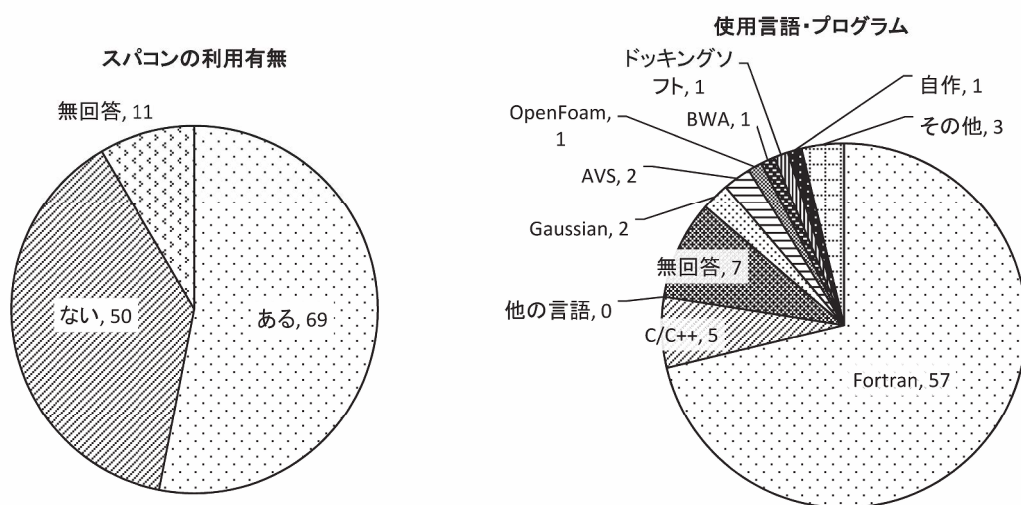 スパコンの利用有無
無回答, 11
ない, 50
ある, 69
使用言語・プログラム
ドッキングソ
フト, 1
自作, 1
OpenFoam,
1
BWA, 1
その他, 3
AVS, 2
Gaussian, 2
無回答, 7
他の言語, 0
C/C++, 5
Fortran, 57